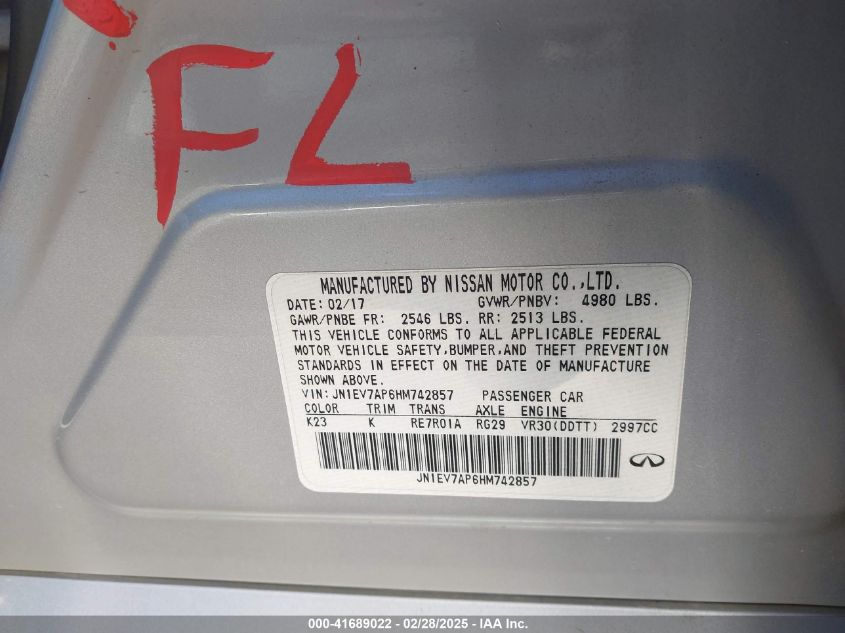 FL
MANUFACTURED BY NISSAN MOTOR CO.,LTD.
DATE: 02/17 GVWR/PNBV: 4980 LBS.
GAWR/PNBE FR: 2546 LBS. RR: 2513 LBS.
THIS VEHICLE CONFORMS TO ALL APPLICABLE FEDERAL
MOTOR VEHICLE SAFETY,BUMPER,AND THEFT PREVENTION
STANDARDS IN EFFECT ON THE DATE OF MANUFACTURE
SHOWN ABOVE.
VIN: JN1EV7AP6HM742857 PASSENGER CAR
COLOR TRIM TRANS AXLE ENGINE
K23 K RE7R01A RG29 VR30(DDTT) 2997CC
JN1EV7AP6HM742857
000-41689022 - 02/28/2025 - IAA Inc.